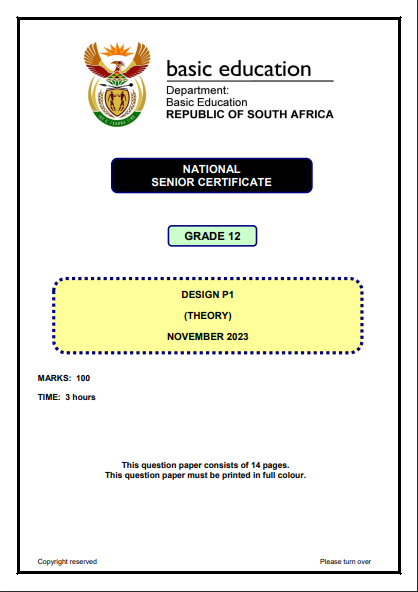 basic education
Department:
Basic Education
REPUBLIC OF SOUTH AFRICA
NATIONAL
SENIOR CERTIFICATE
GRADE 12
DESIGN P1
(THEORY)
NOVEMBER 2023
MARKS: 100
TIME: 3 hours
This question paper consists of 14 pages.
This question paper must be printed in full colour.
Copyright reserved
Please turn over